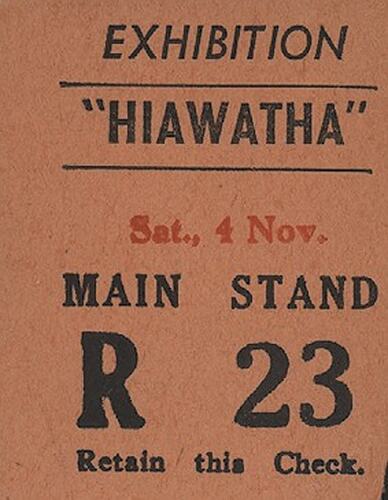 EXHIBITION
"HIAWATHA"
Sat., 4 Nov.
MAIN STAND
R 23
Retain this Check.